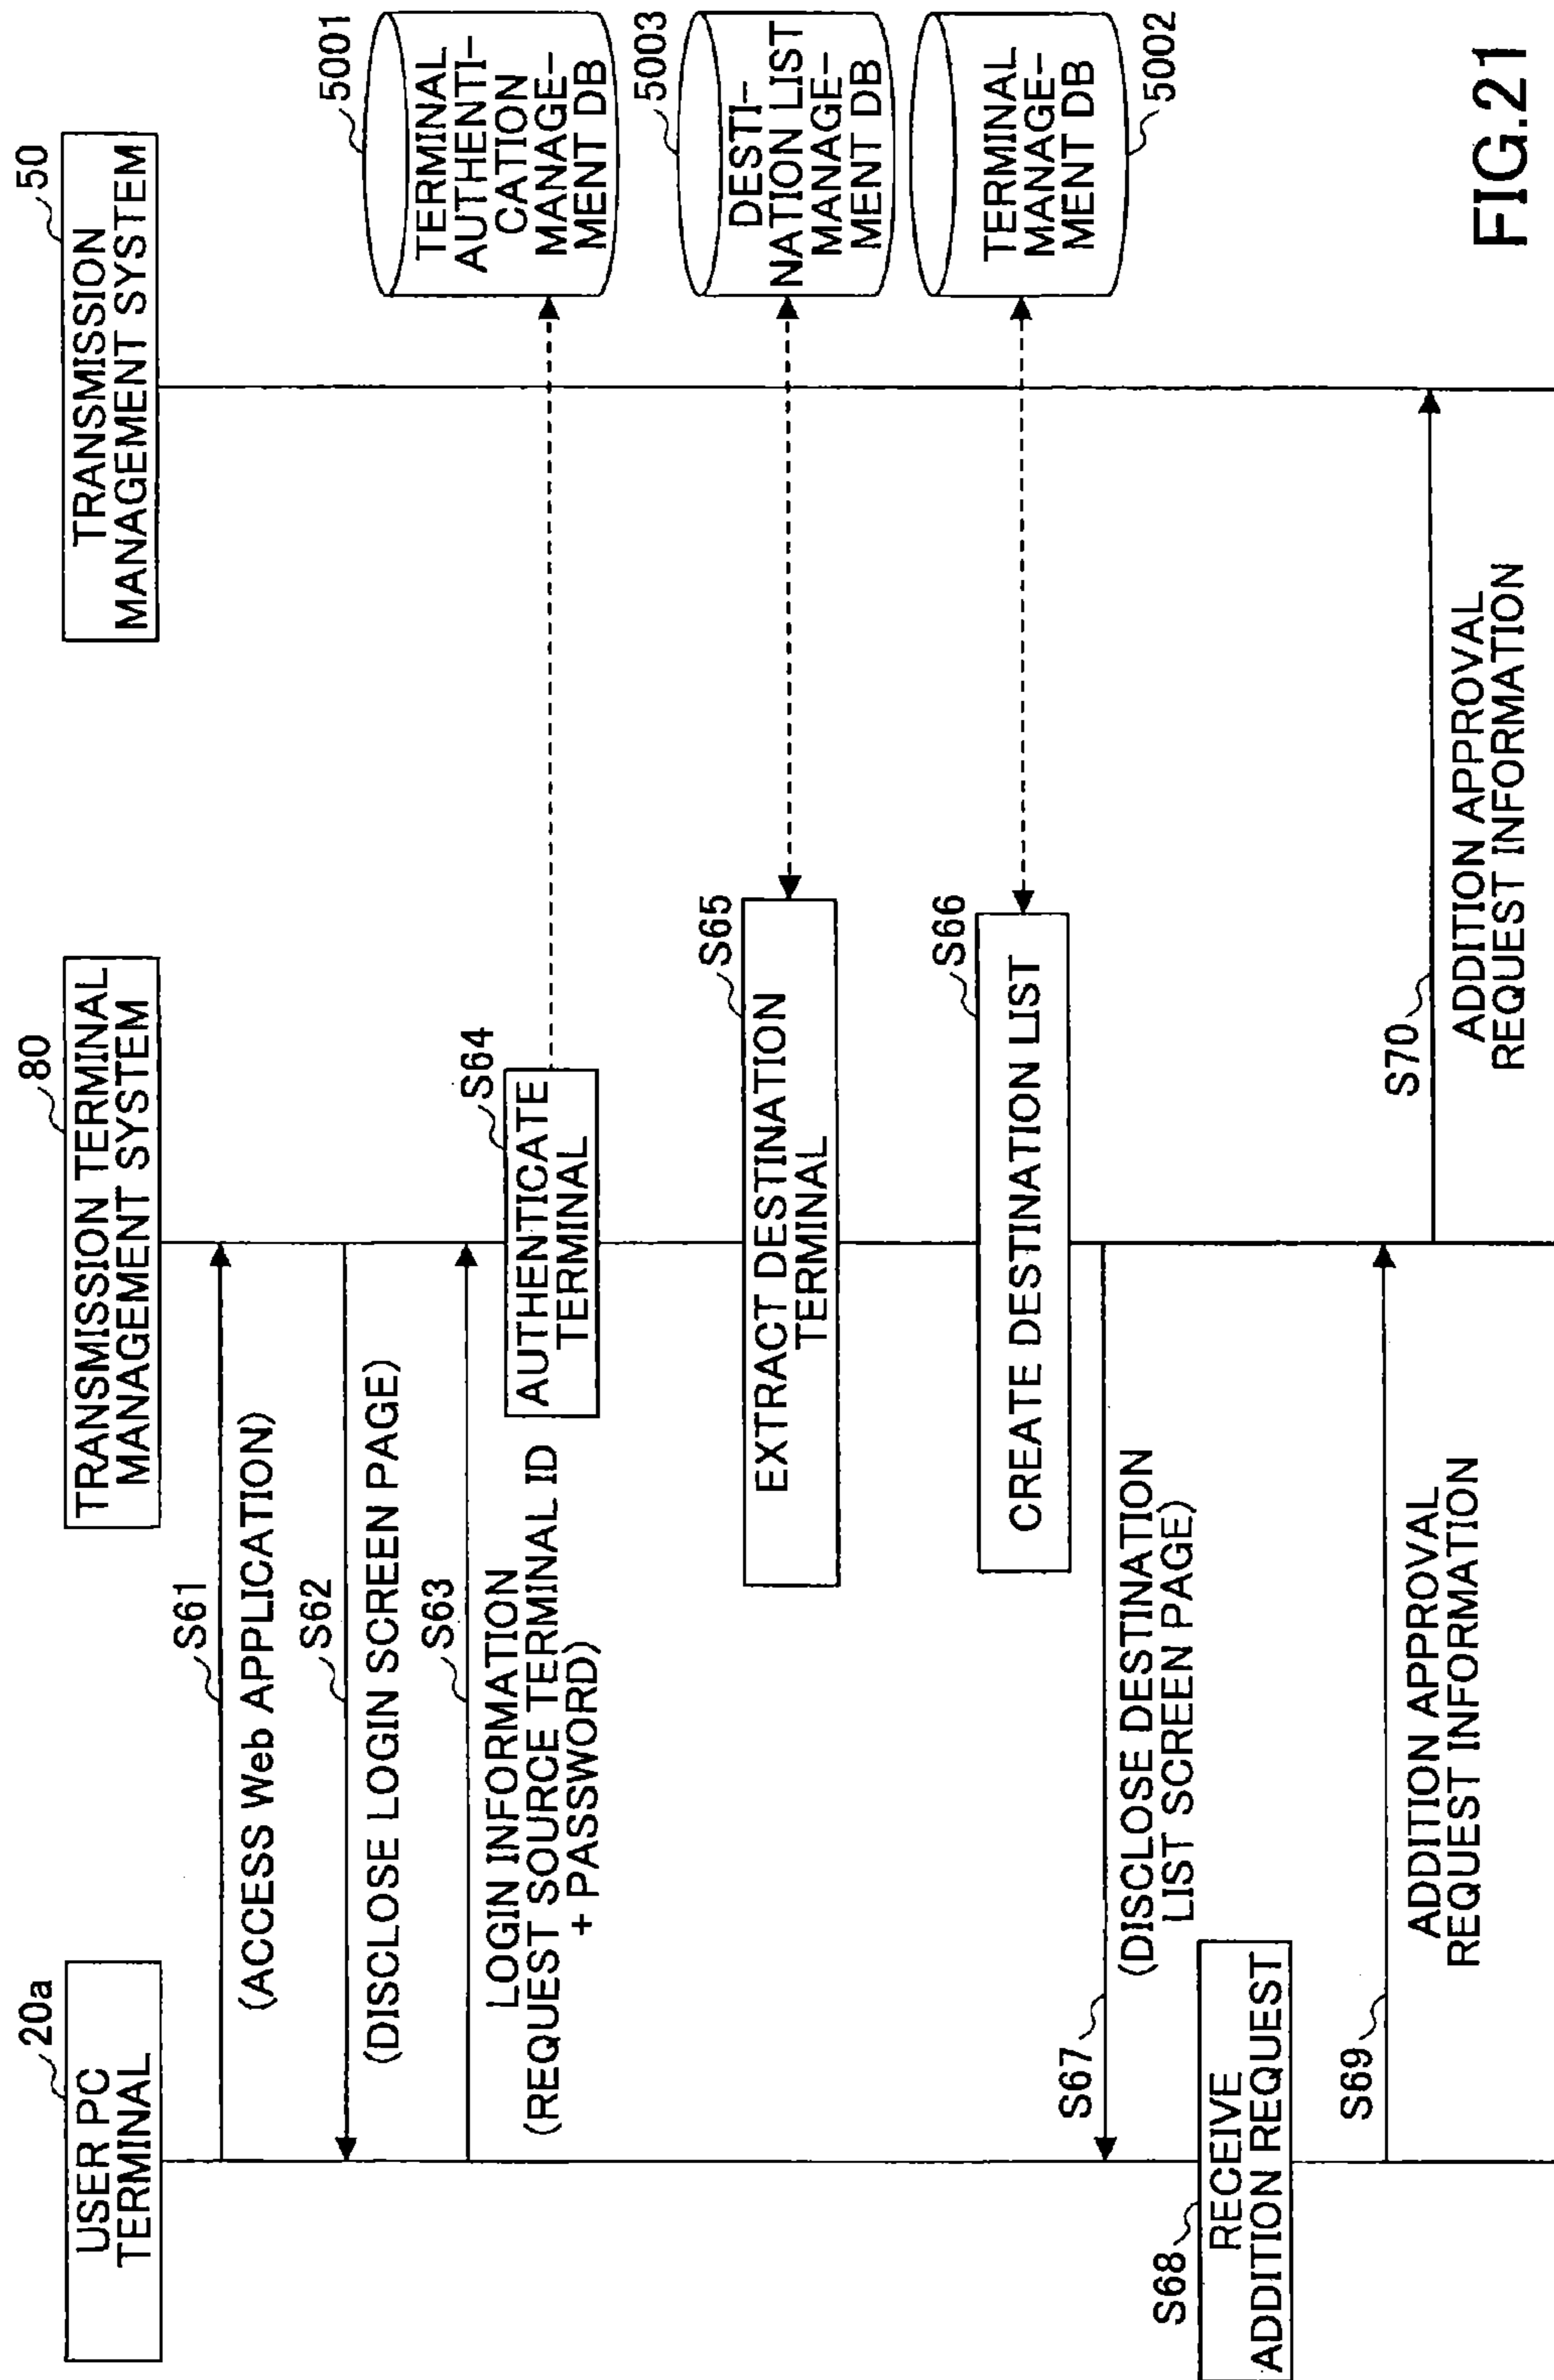 20a
USER PC
TERMINAL
80
TRANSMISSION TERMINAL
MANAGEMENT SYSTEM
50
TRANSMISSION
MANAGEMENT SYSTEM
S61
(ACCESS Web APPLICATION)
S62
(DISCLOSE LOGIN SCREEN PAGE)
S63
LOGIN INFORMATION
(REQUEST SOURCE TERMINAL ID
+ PASSWORD)
S64
AUTHENTICATE
TERMINAL
5001
TERMINAL
AUTHENTI-
CATION
MANAGE-
MENT DB
S65
EXTRACT DESTINATION
TERMINAL
5003
DESTI-
NATION LIST
MANAGE-
MENT DB
S66
CREATE DESTINATION LIST
TERMINAL
MANAGE-
MENT DB
5002
S67
(DISCLOSE DESTINATION
LIST SCREEN PAGE)
S68
RECEIVE
ADDITION REQUEST
S69
ADDITION APPROVAL
REQUEST INFORMATION
S70
ADDITION APPROVAL
REQUEST INFORMATION
FIG.21